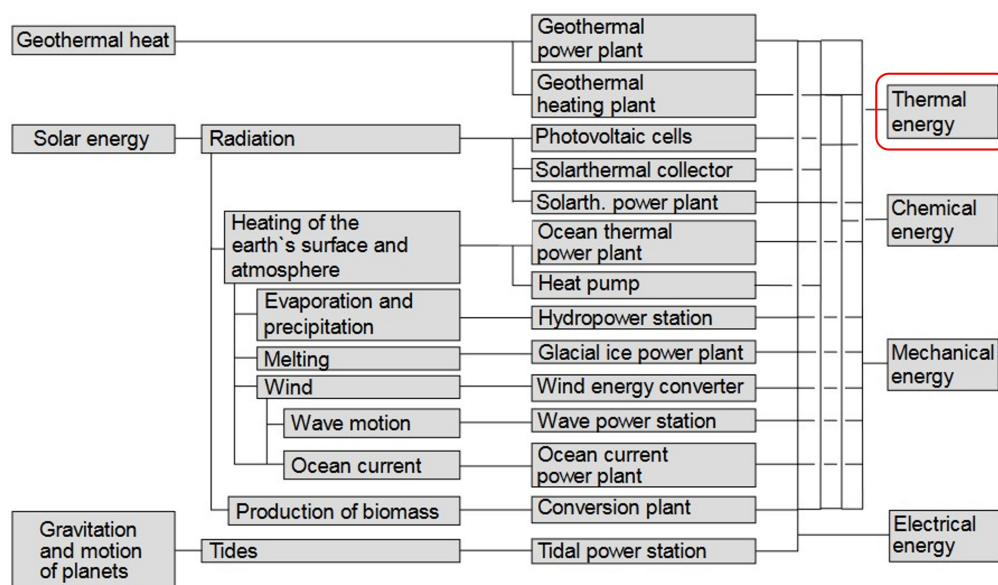 Geothermal heat
Geothermal
power plant
Geothermal
heating plant
Thermal
energy
Solar energy
Radiation
Photovoltaic cells
Solarthermal collector
Solarth. power plant
Chemical
energy
Heating of the
earth`s surface and
atmosphere
Ocean thermal
power plant
Heat pump
Evaporation and
precipitation
Hydropower station
Melting
Glacial ice power plant
Mechanical
energy
Wind
Wind energy converter
Wave motion
Wave power station
Ocean current
Ocean current
power plant
Production of biomass
Conversion plant
Electrical
energy
Gravitation
and motion
of planets
Tides
Tidal power station